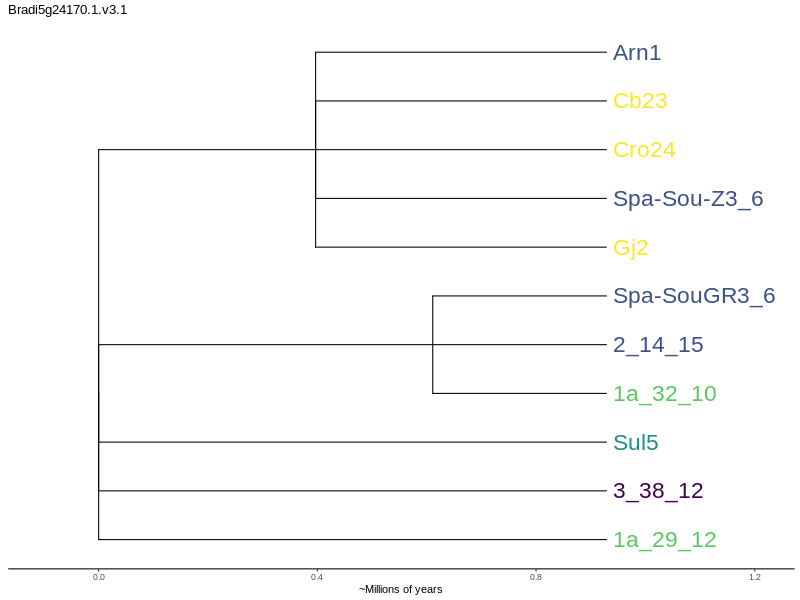 Bradi5g24170.1.v3.1
Arn1
Cb23
Cro24
Spa-Sou-Z3_6
Gj2
Spa-SouGR3_6
2_14_15
1a_32_10
Sul5
3_38_12
1a_29_12
0.0 0.4 0.8 1.2
~Millions of years